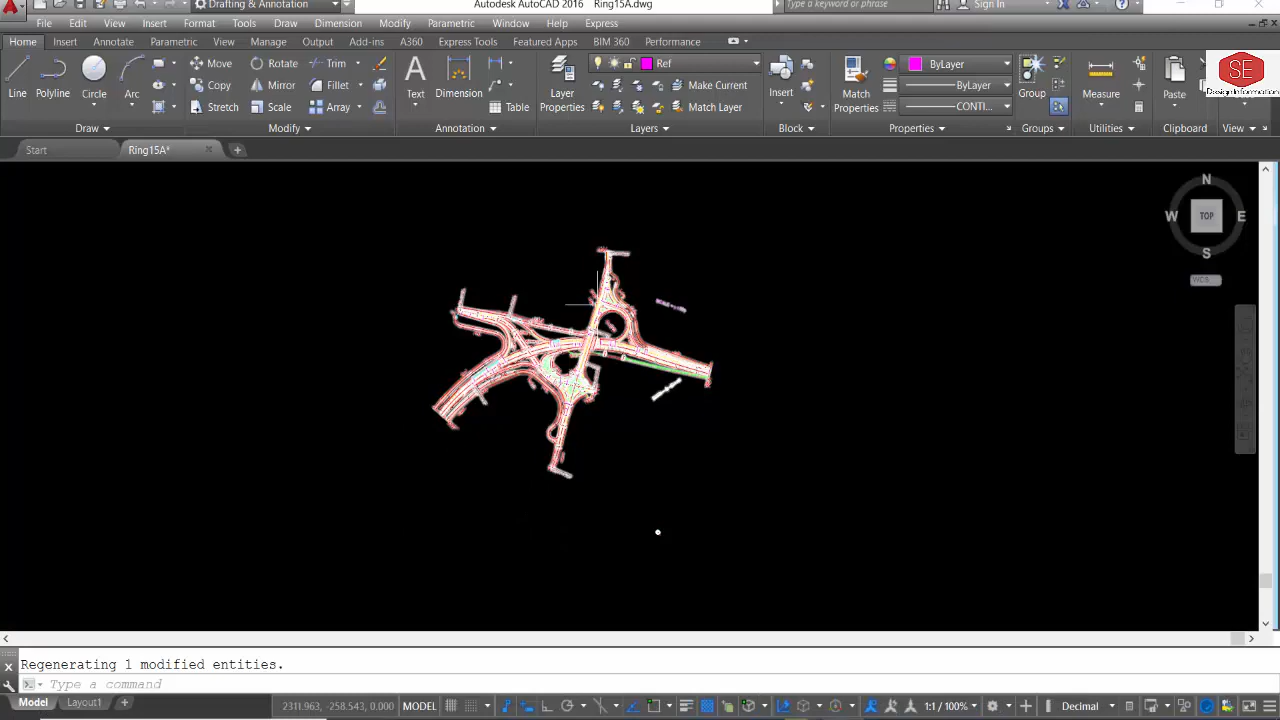 Drafting & Annotation
Autodesk AutoCAD 2016 Ring15A.dwg
Type a keyword or phrase
Sign In
File Edit View Insert Format Tools Draw Dimension Modify Parametric Window Help Express
Home Insert Annotate Parametric View Manage Output Add-ins A360 Express Tools Featured Apps BIM 360 Performance
Move Rotate Trim
Ref
ByLayer
SE
Line Polyline Circle Arc
Copy Mirror Fillet
Text Dimension
Layer Properties
Make Current
Insert
Match Properties
ByLayer
Group Measure Paste
Design Information
Stretch Scale Array
Table
Match Layer
CONTI...
Draw Modify Annotation Layers Block Properties Groups Utilities Clipboard View
Start Ring15A*
N
W TOP E
S
WCS
Regenerating 1 modified entities.
Type a command
Model Layout1
2311.963, -258.543, 0.000 MODEL 1:1 / 100% Decimal